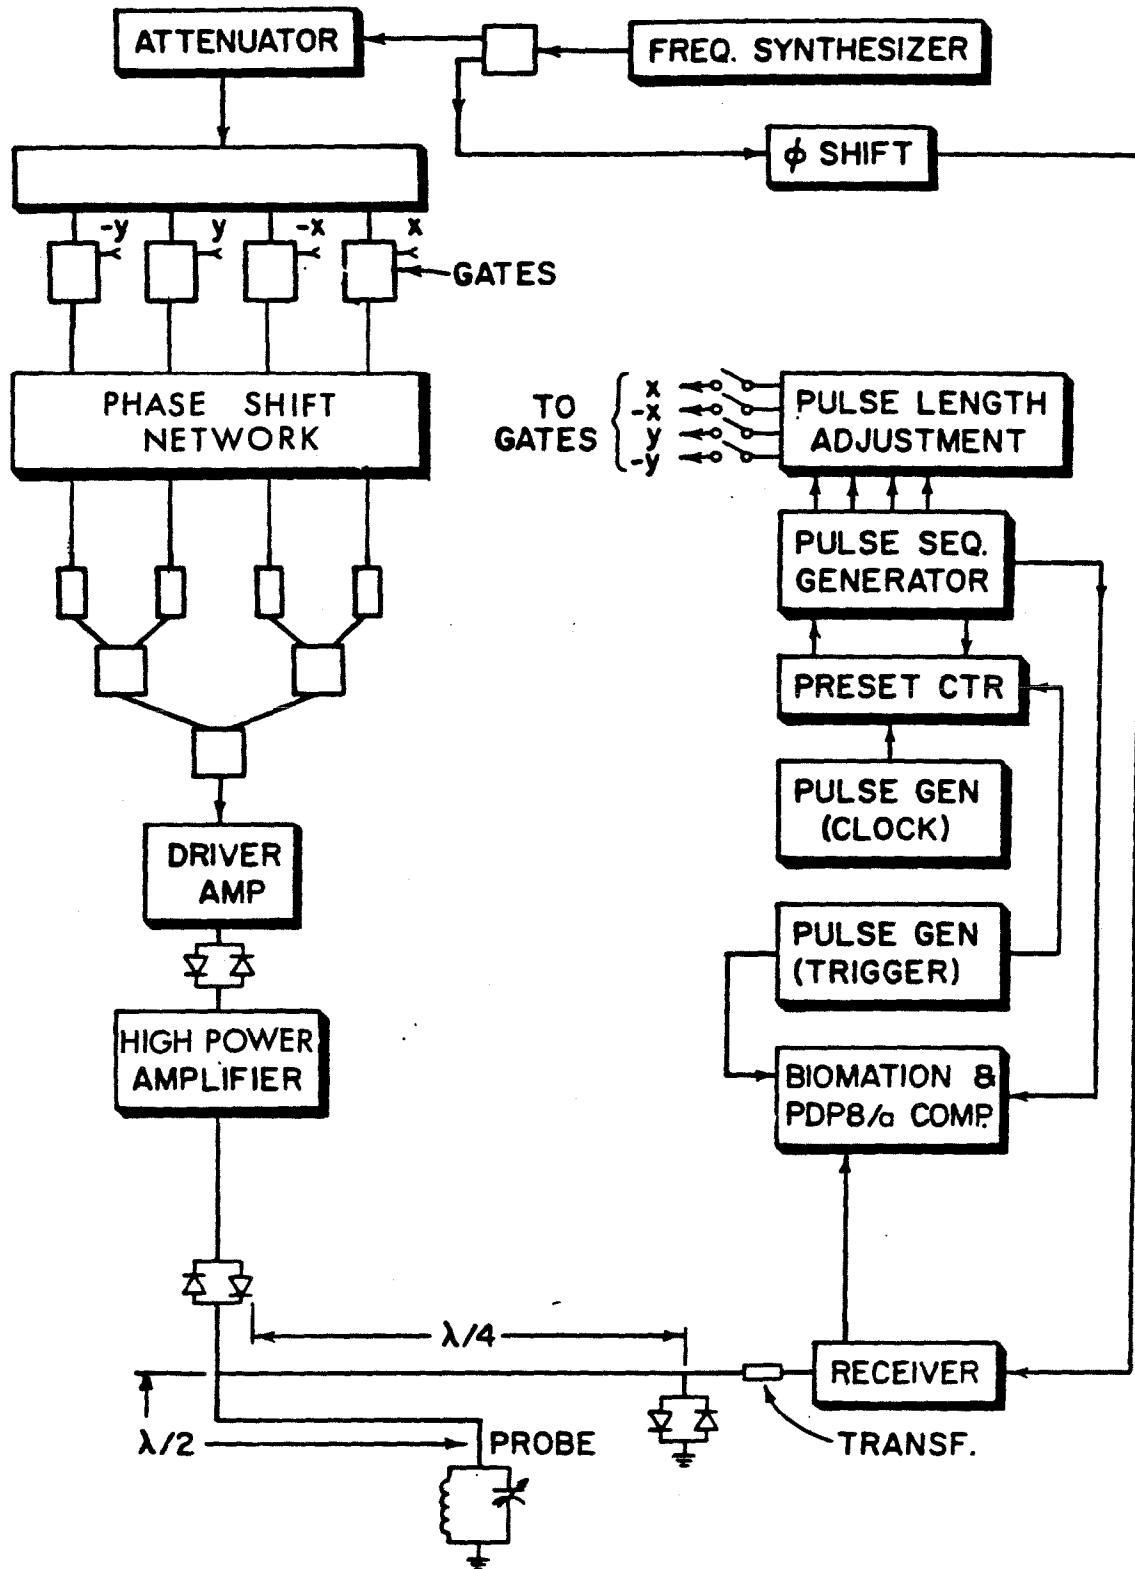 ATTENUATOR
FREQ. SYNTHESIZER
ϕ SHIFT
-y y -x x
GATES
PHASE SHIFT
NETWORK
TO
GATES
x
-x
y
-y
PULSE LENGTH
ADJUSTMENT
PULSE SEQ.
GENERATOR
PRESET CTR
PULSE GEN
(CLOCK)
DRIVER
AMP
PULSE GEN
(TRIGGER)
HIGH POWER
AMPLIFIER
BIOMATION &
PDP8/a COMP.
λ/4
RECEIVER
λ/2
PROBE
TRANSF.